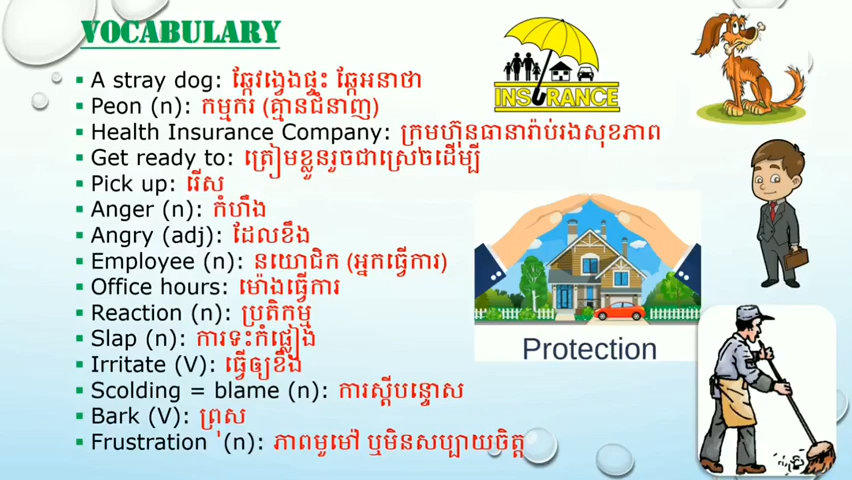 VOCABULARY
A stray dog: ឆ្កែវង្វេងផ្ទះ ឆ្កែអនាថា
Peon (n): កម្មករ (គ្មានជំនាញ)
Health Insurance Company: ក្រុមហ៊ុនធានារ៉ាប់រងសុខភាព
Get ready to: ត្រៀមខ្លួនរួចជាស្រេចដើម្បី
Pick up: រើស
Anger (n): កំហឹង
Angry (adj): ដែលខឹង
Employee (n): និយោជិក (អ្នកធ្វើការ)
Office hours: ម៉ោងធ្វើការ
Reaction (n): ប្រតិកម្ម
Slap (n): ការទះកំផ្លៀង
Irritate (V): ធ្វើឲ្យខឹង
Scolding = blame (n): ការស្ដីបន្ទោស
Bark (V): ព្រុស
Frustration (n): ភាពមួម៉ៅ ឬមិនសប្បាយចិត្ត
INSURANCE
Protection